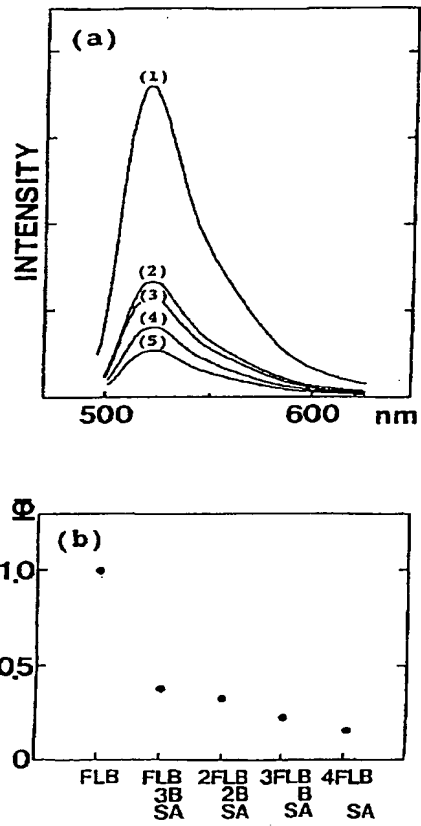 (a)
(1)
(2)
(3)
(4)
(5)
INTENSITY
500 600 nm
(b)
Φ
1.0
0.5
0
FLB FLB 2FLB 3FLB 4FLB
3B 2B B
SA SA SA SA